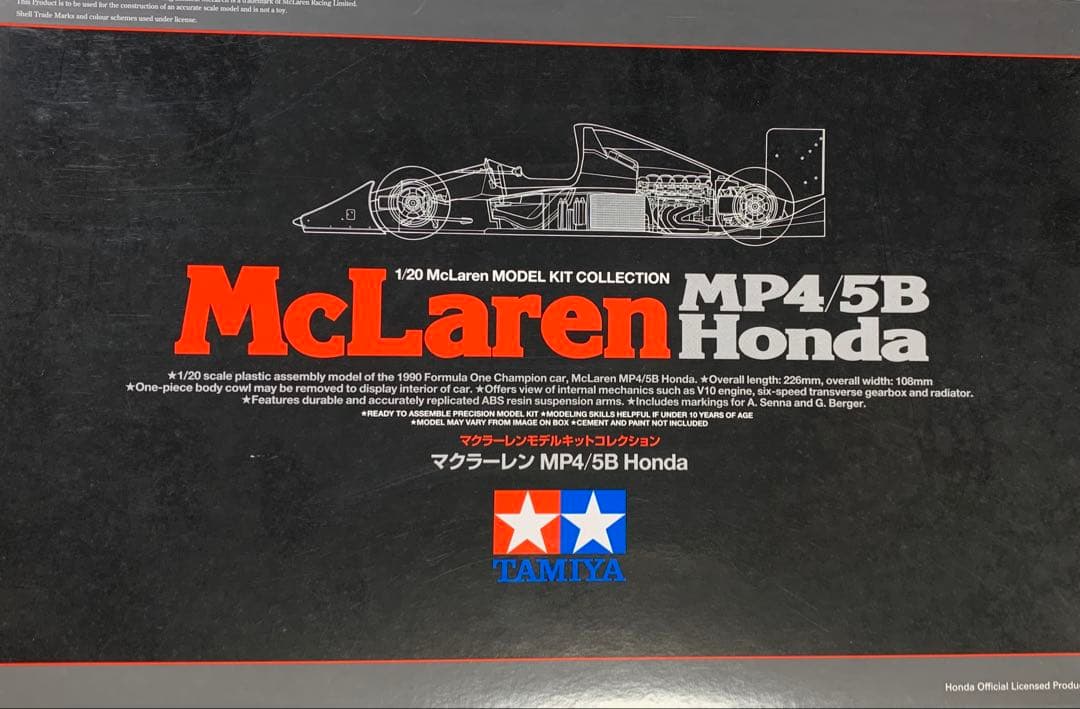 This Product is to be used for the construction of an accurate scale model and is not a toy.
Shell Trade Marks and colour schemes used under license.
1/20 McLaren MODEL KIT COLLECTION
McLaren MP4/5B
Honda
★1/20 scale plastic assembly model of the 1990 Formula One Champion car, McLaren MP4/5B Honda. ★Overall length: 226mm, overall width: 108mm
★One-piece body cowl may be removed to display interior of car. ★Offers view of internal mechanics such as V10 engine, six-speed transverse gearbox and radiator.
★Features durable and accurately replicated ABS resin suspension arms. ★Includes markings for A. Senna and G. Berger.
★READY TO ASSEMBLE PRECISION MODEL KIT ★MODELING SKILLS HELPFUL IF UNDER 10 YEARS OF AGE
★MODEL MAY VARY FROM IMAGE ON BOX ★CEMENT AND PAINT NOT INCLUDED
マクラーレンモデルキットコレクション
マクラーレン MP4/5B Honda
TAMIYA
Honda Official Licensed Produ